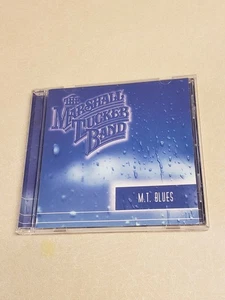 THE
MARSHALL
TUCKER
BAND
M.T. BLUES